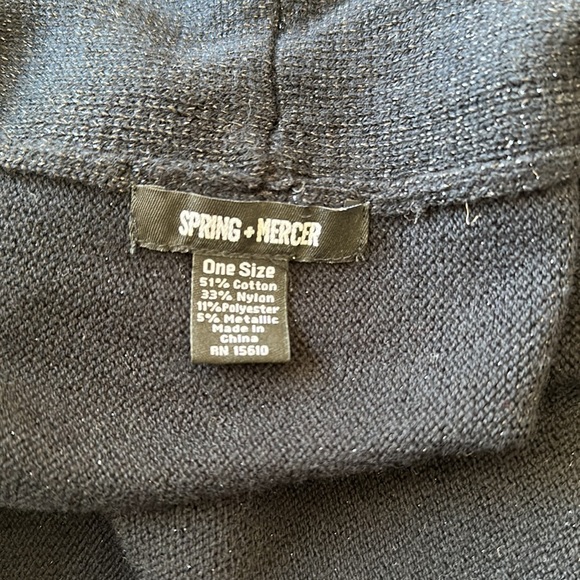 SPRING + MERCER
One Size
51% Cotton
33% Nylon
11%Polyester
5% Metallic
Made in
China
RN 15610